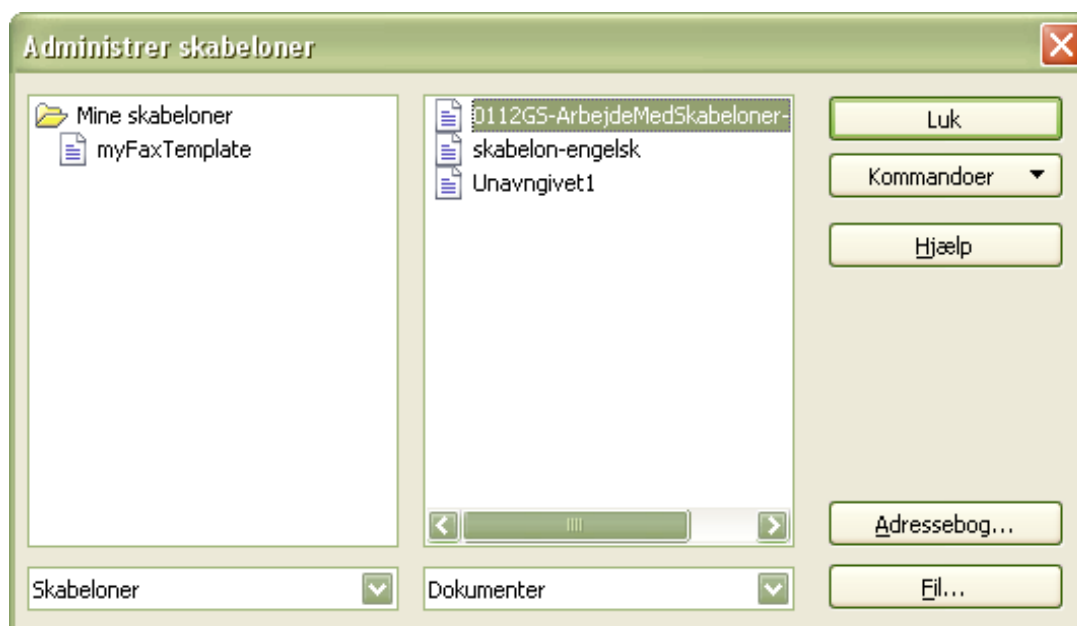 Administrer skabeloner
Mine skabeloner
myFaxTemplate
0112GS-ArbejdeMedSkabeloner-
skabelon-engelsk
Unavngivet1
Luk
Kommandoer
Hjælp
Adressebog...
Skabeloner
Dokumenter
Fil...